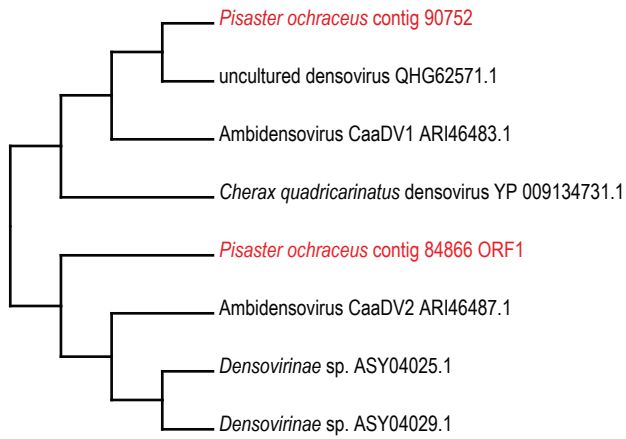 Pisaster ochraceus contig 90752
uncultured densovirus QHG62571.1
Ambidensovirus CaaDV1 ARI46483.1
Cherax quadricarinatus densovirus YP 009134731.1
Pisaster ochraceus contig 84866 ORF1
Ambidensovirus CaaDV2 ARI46487.1
Densovirinae sp. ASY04025.1
Densovirinae sp. ASY04029.1